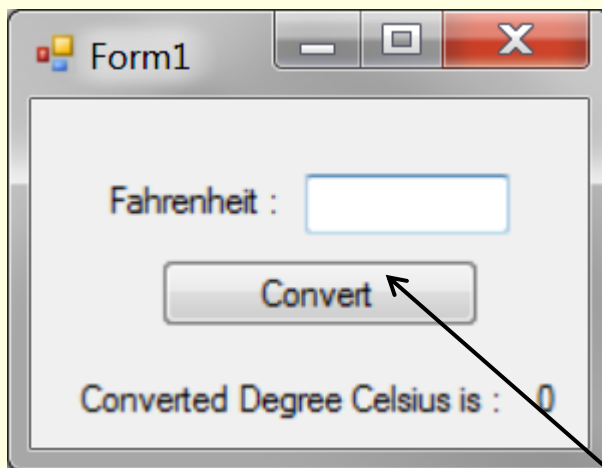 Form1
Fahrenheit :
Convert
Converted Degree Celsius is : 0